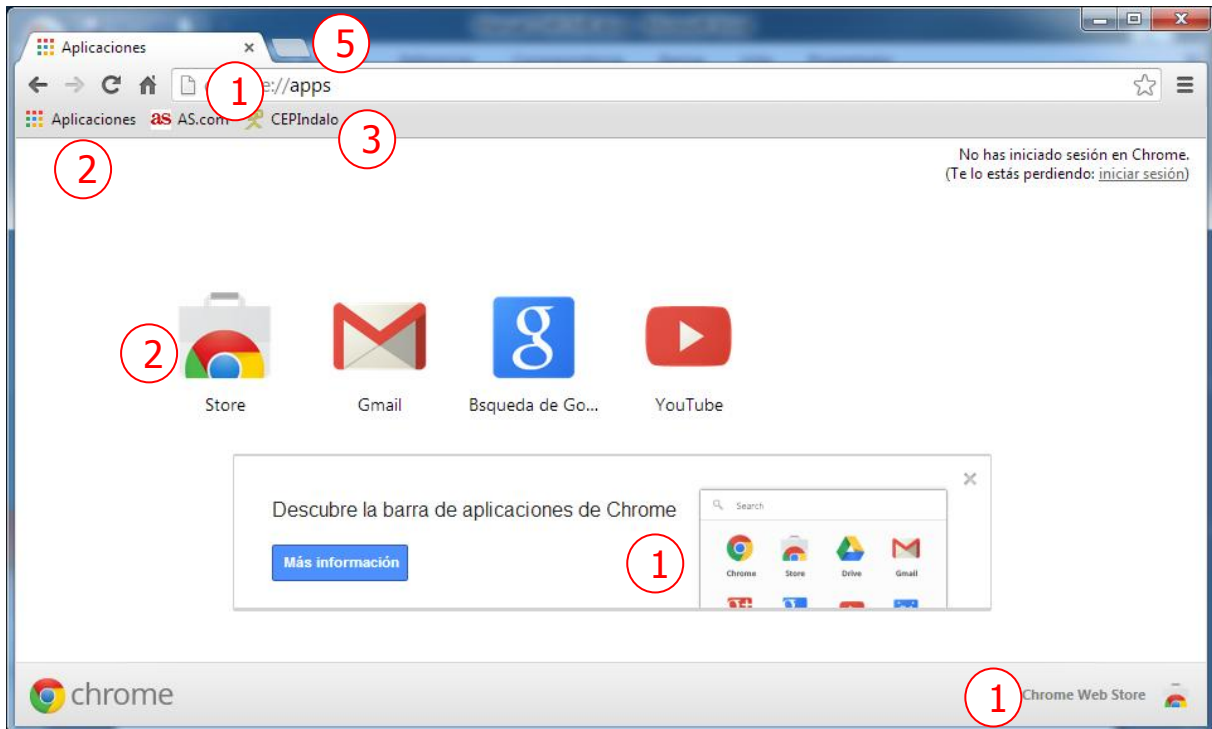 Aplicaciones
5
1
e://apps
Aplicaciones as AS.com CEPIndalo
3
2
No has iniciado sesión en Chrome.
(Te lo estás perdiendo: iniciar sesión)
2
g
Store Gmail Bsqueda de Go... YouTube
Descubre la barra de aplicaciones de Chrome
Más información
1
Search
Chrome Store Drive Gmail
chrome
1
Chrome Web Store